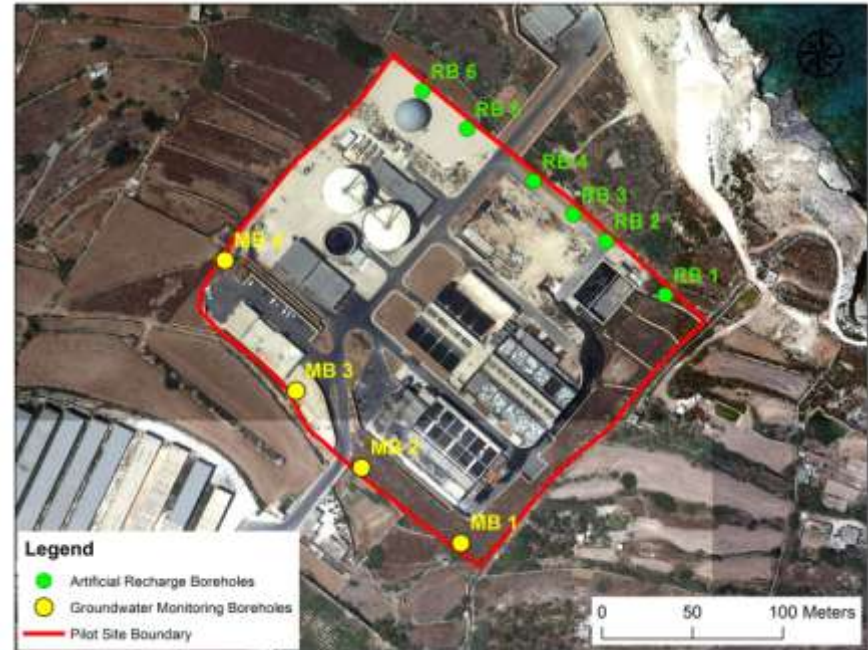 RB 6
RB 5
RB 4
RB 3
RB 2
RB 1
MB 4
MB 3
MB 2
MB 1
Legend
Artificial Recharge Boreholes
Groundwater Monitoring Boreholes
Pilot Site Boundary
0 50 100 Meters